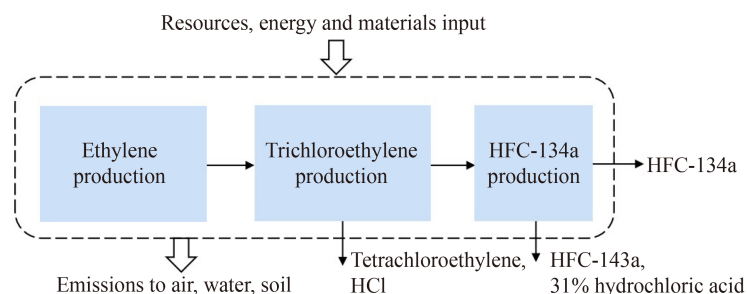 Resources, energy and materials input
Ethylene
production
Trichloroethylene
production
HFC-134a
production
HFC-134a
Emissions to air, water, soil
Tetrachloroethylene,
HCl
HFC-143a,
31% hydrochloric acid